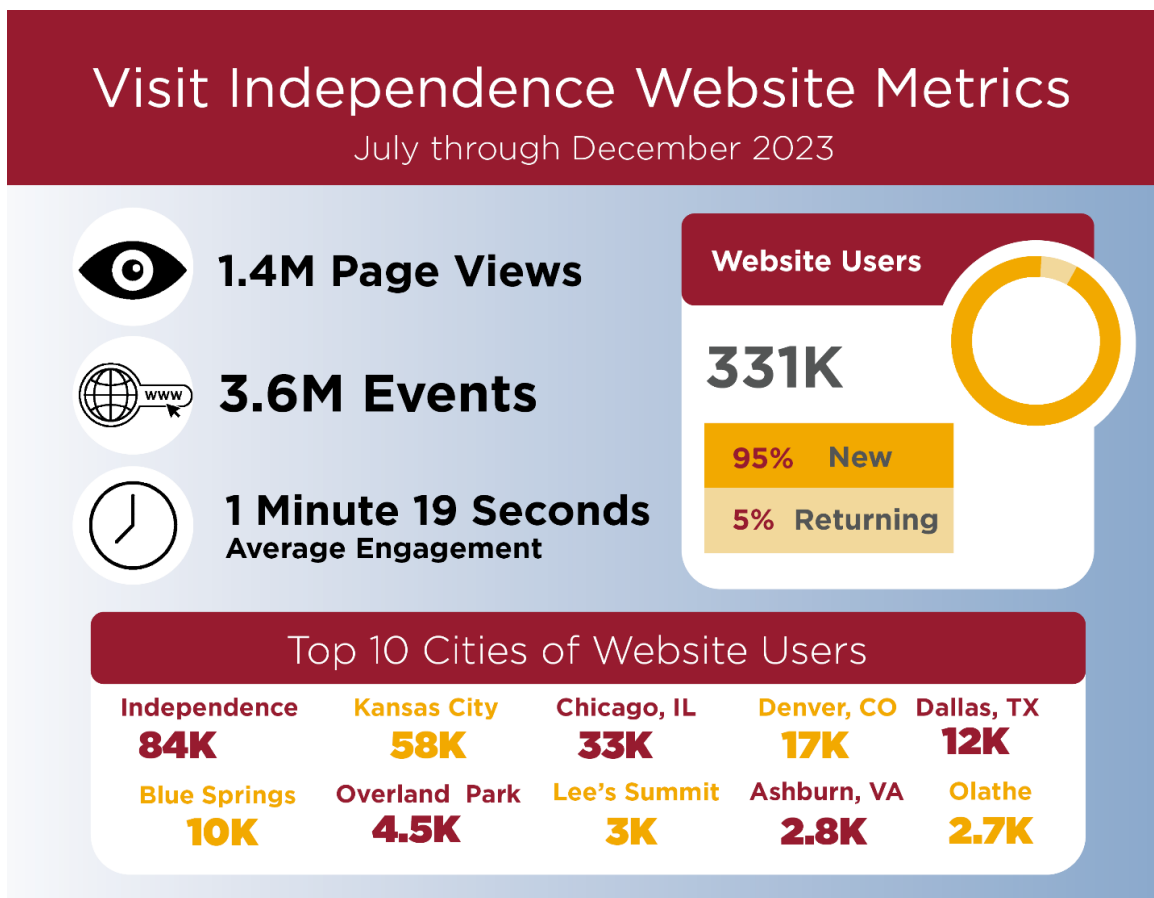 Visit Independence Website Metrics
July through December 2023
1.4M Page Views
www
3.6M Events
1 Minute 19 Seconds
Average Engagement
Website Users
331K
95% New
5% Returning
Top 10 Cities of Website Users
Independence Kansas City Chicago, IL Denver, CO Dallas, TX
84K 58K 33K 17K 12K
Blue Springs Overland Park Lee's Summit Ashburn, VA Olathe
10K 4.5K 3K 2.8K 2.7K